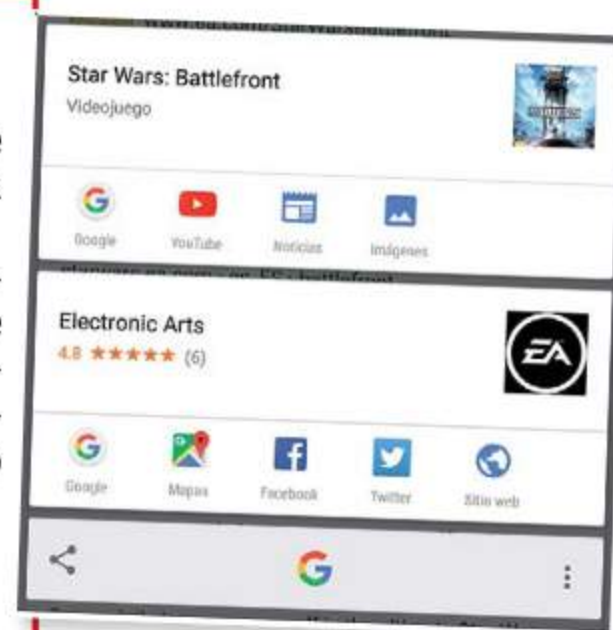 Star Wars: Battlefront
Videojuego
Google YouTube Noticias Imágenes
Electronic Arts
4.8 ★★★★★ (6)
EA
Google Mapas Facebook Twitter Sitio web